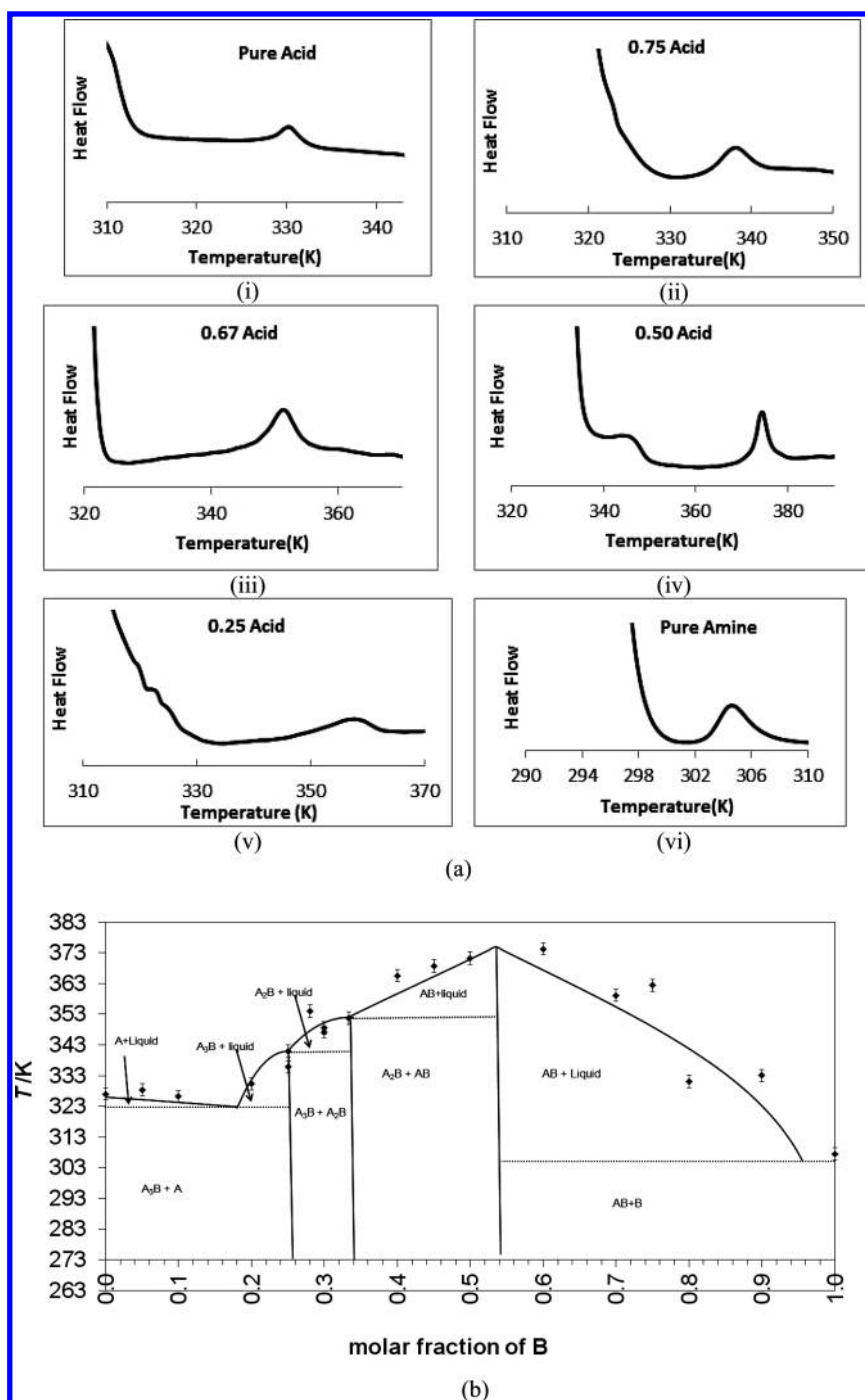 Pure Acid
Heat Flow
310 320 330 340
Temperature(K)
(i)
0.75 Acid
Heat Flow
310 320 330 340 350
Temperature(K)
(ii)
0.67 Acid
Heat Flow
320 340 360
Temperature(K)
(iii)
0.50 Acid
Heat Flow
320 340 360 380
Temperature(K)
(iv)
0.25 Acid
Heat Flow
310 330 350 370
Temperature (K)
(v)
Pure Amine
Heat Flow
290 294 298 302 306 310
Temperature(K)
(vi)
(a)
T/K
383
373
363
353
343
333
323
313
303
293
283
273
263
A+Liquid
A₃B + liquid
A₂B + liquid
AB+liquid
AB + Liquid
A₃B + A
A₃B + A₂B
A₂B + AB
AB+B
0.0 0.1 0.2 0.3 0.4 0.5 0.6 0.7 0.8 0.9 1.0
molar fraction of B
(b)